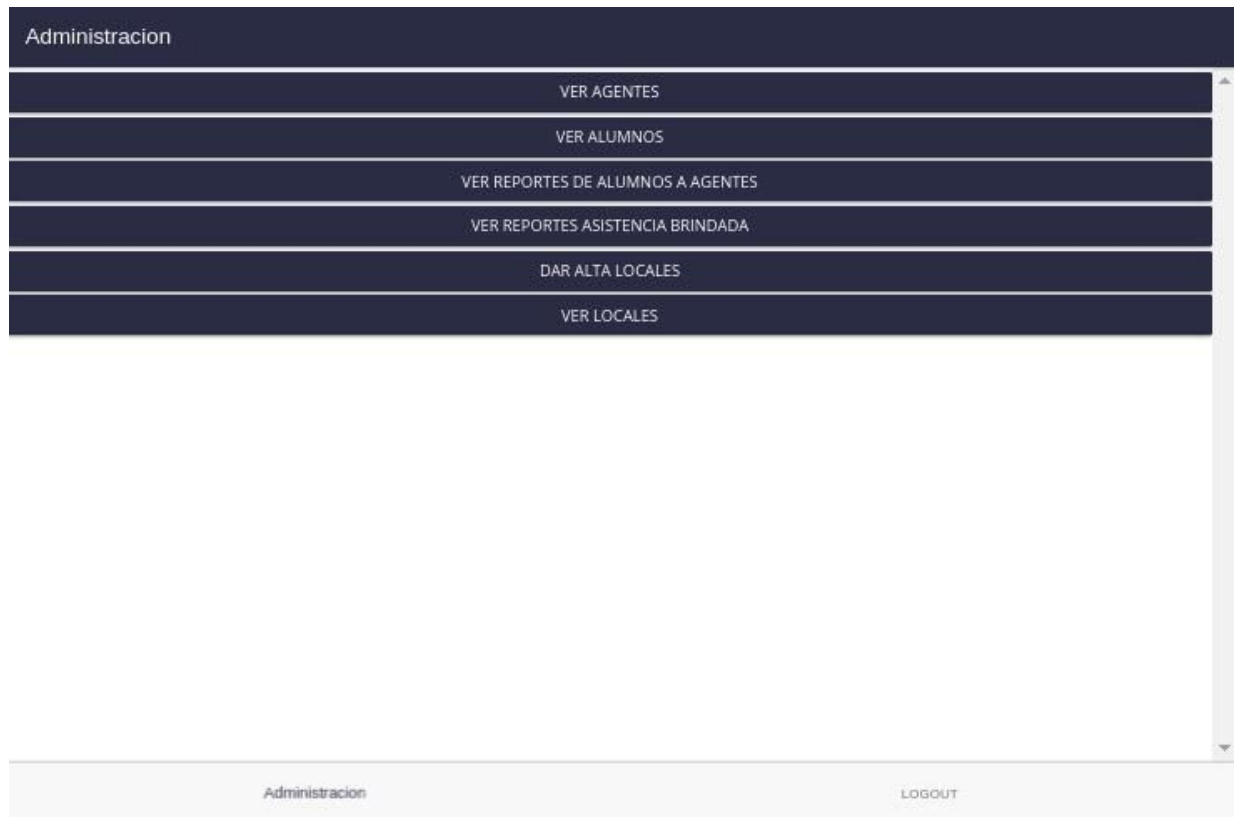 Administracion
VER AGENTES
VER ALUMNOS
VER REPORTES DE ALUMNOS A AGENTES
VER REPORTES ASISTENCIA BRINDADA
DAR ALTA LOCALES
VER LOCALES
Administracion
LOGOUT